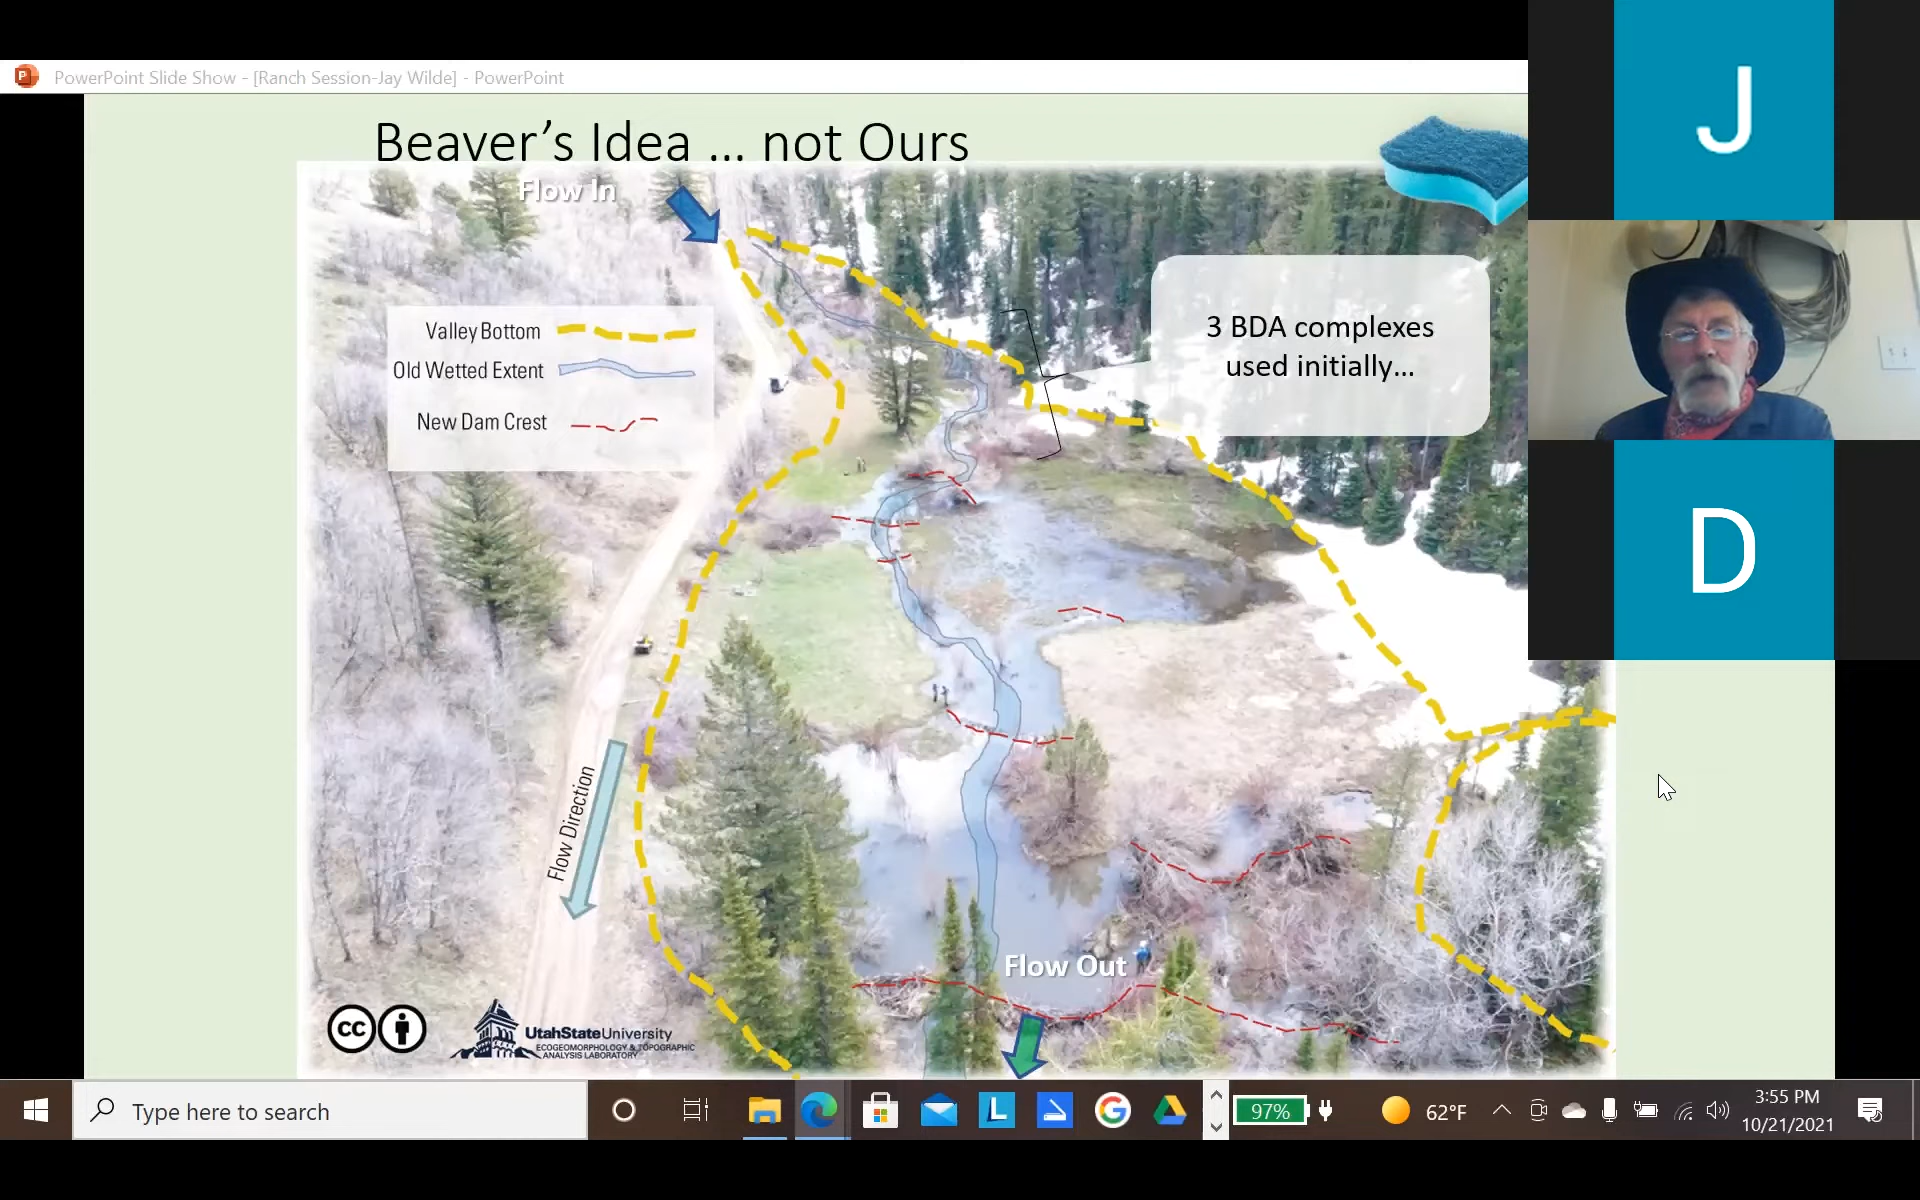 PowerPoint Slide Show - [Ranch Session-Jay Wilde] - PowerPoint
Beaver's Idea ... not Ours
Flow In
3 BDA complexes
used initially...
Valley Bottom
Old Wetted Extent
New Dam Crest
Flow Direction
Flow Out
cc
UtahStateUniversity
ECOGEOMORPHOLOGY & TOPOGRAPHIC
ANALYSIS LABORATORY
J
D
Type here to search
L
G
97%
62°F
3:55 PM
10/21/2021